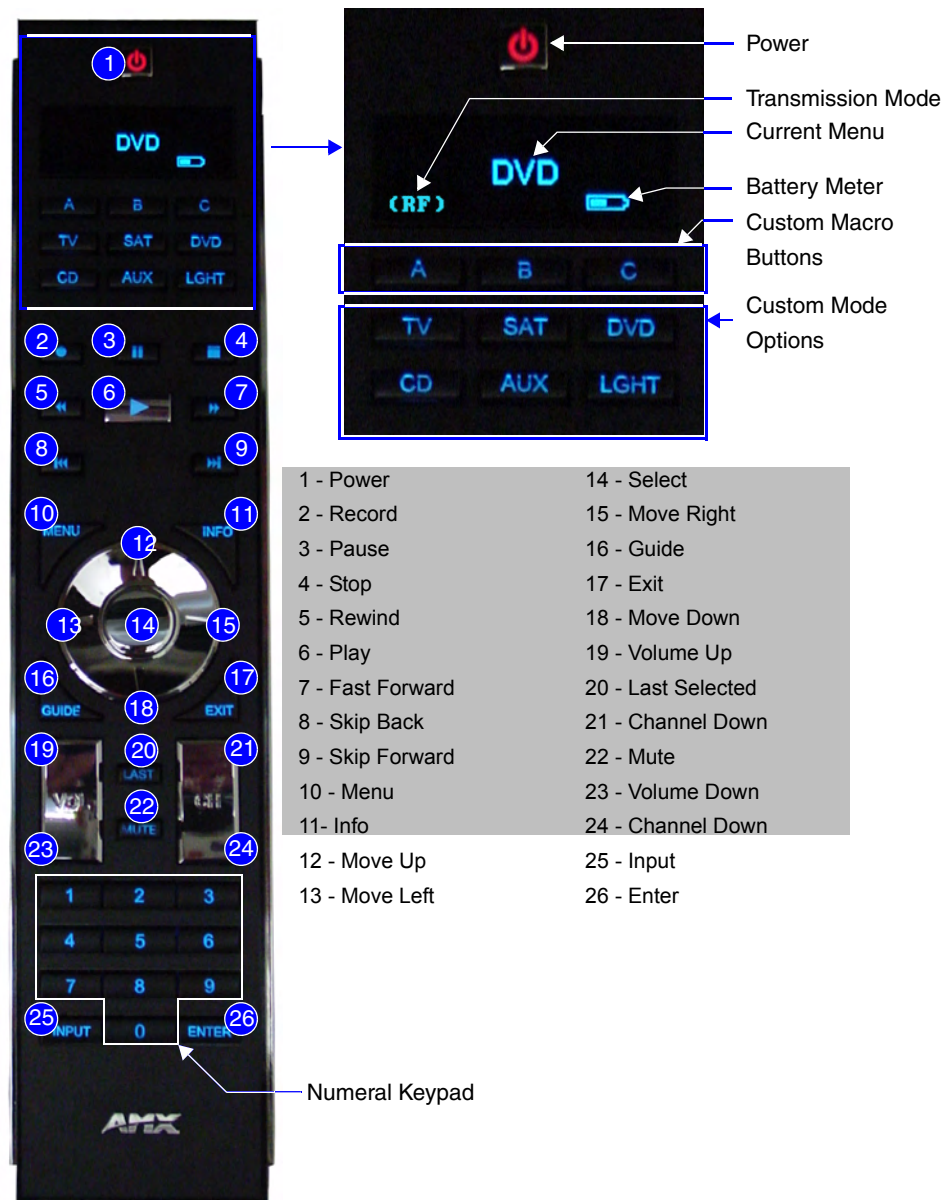 1
DVD
A B C
TV SAT DVD
CD AUX LGHT
2 3 4
5 6 7
8 9
10 11
MENU INFO
12
13 14 15
16 17
GUIDE 18 EXIT
19 20 21
LAST
VOL
22
MUTE
23 24
1 2 3
4 5 6
7 8 9
25 26
INPUT 0 ENTER
Numeral Keypad
AMX
Power
Transmission Mode
Current Menu
Battery Meter
Custom Macro
Buttons
Custom Mode
Options
DVD
(RF)
A B C
TV SAT DVD
CD AUX LGHT
1 - Power
2 - Record
3 - Pause
4 - Stop
5 - Rewind
6 - Play
7 - Fast Forward
8 - Skip Back
9 - Skip Forward
10 - Menu
11- Info
12 - Move Up
13 - Move Left
14 - Select
15 - Move Right
16 - Guide
17 - Exit
18 - Move Down
19 - Volume Up
20 - Last Selected
21 - Channel Down
22 - Mute
23 - Volume Down
24 - Channel Down
25 - Input
26 - Enter